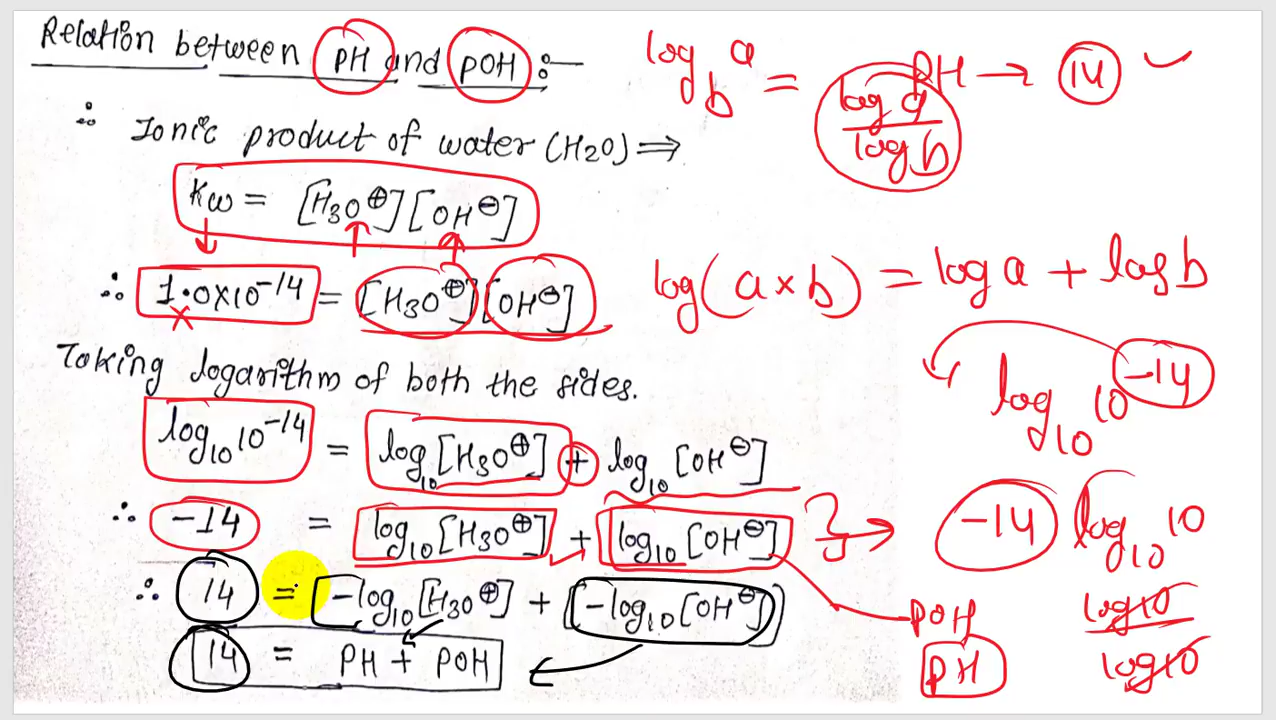 Relation between PH and POH :—
∴ Ionic product of water (H2O) ⇒
Kw = [H3O⊕][OH⊖]
∴ 1.0X10-14 = [H3O⊕][OH⊖]
Taking logarithm of both the sides.
log10 10-14 = log10[H3O⊕] + log10[OH⊖]
∴ -14 = log10[H3O⊕] + log10[OH⊖]
∴ 14 = [-log10[H3O⊕] + [-log10[OH⊖]]
14 = PH + POH
log b a = log a / log b
PH → 14 ✓
log(a x b) = log a + log b
log10 10 -14
-14 log10 10
POH
log10
PH
log10